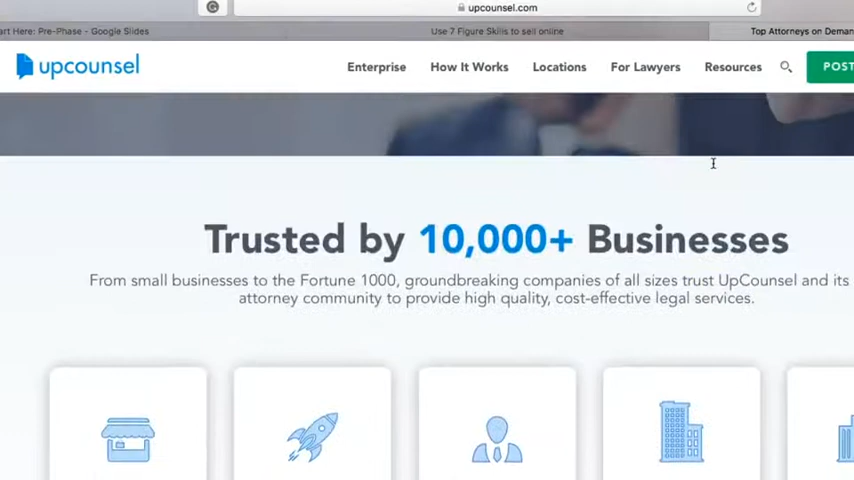 upcounsel.com
art Here: Pre-Phase - Google Slides
Use 7 Figure Skills to sell online
Top Attorneys on Deman
upcounsel
Enterprise
How It Works
Locations
For Lawyers
Resources
POST
Trusted by 10,000+ Businesses
From small businesses to the Fortune 1000, groundbreaking companies of all sizes trust UpCounsel and its
attorney community to provide high quality, cost-effective legal services.